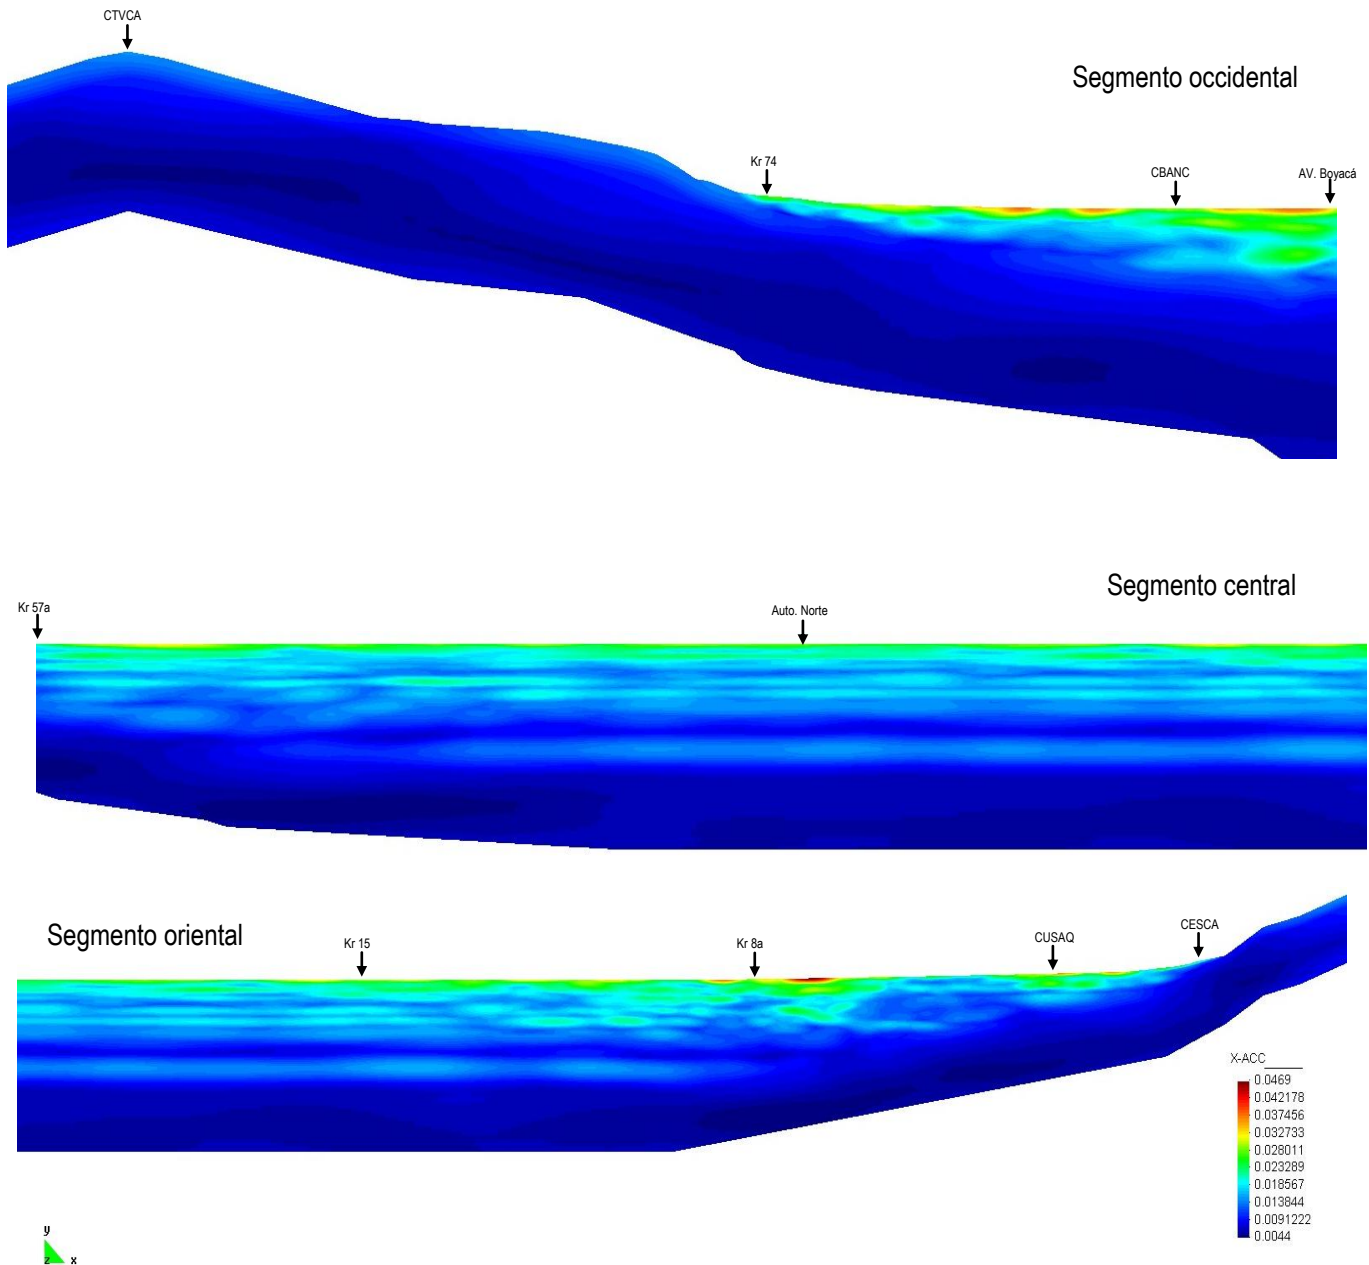 CTVCA
Segmento occidental
Kr 74
CBANC
AV. Boyacá
Segmento central
Kr 57a
Auto. Norte
Segmento oriental
Kr 15
Kr 8a
CUSAQ
CESCA
X-ACC
0.0469
0.042178
0.037456
0.032733
0.028011
0.023289
0.018567
0.013844
0.0091222
0.0044
y
z x